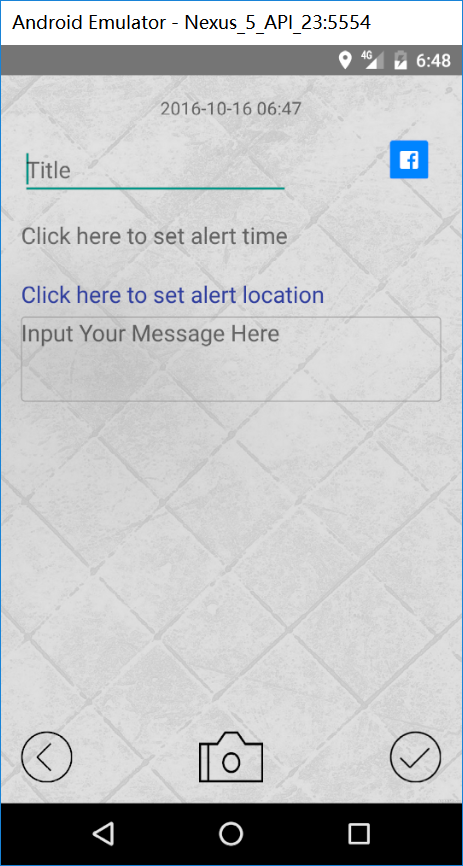 Android Emulator - Nexus_5_API_23:5554
4G 6:48
2016-10-16 06:47
Title
Click here to set alert time
Click here to set alert location
Input Your Message Here